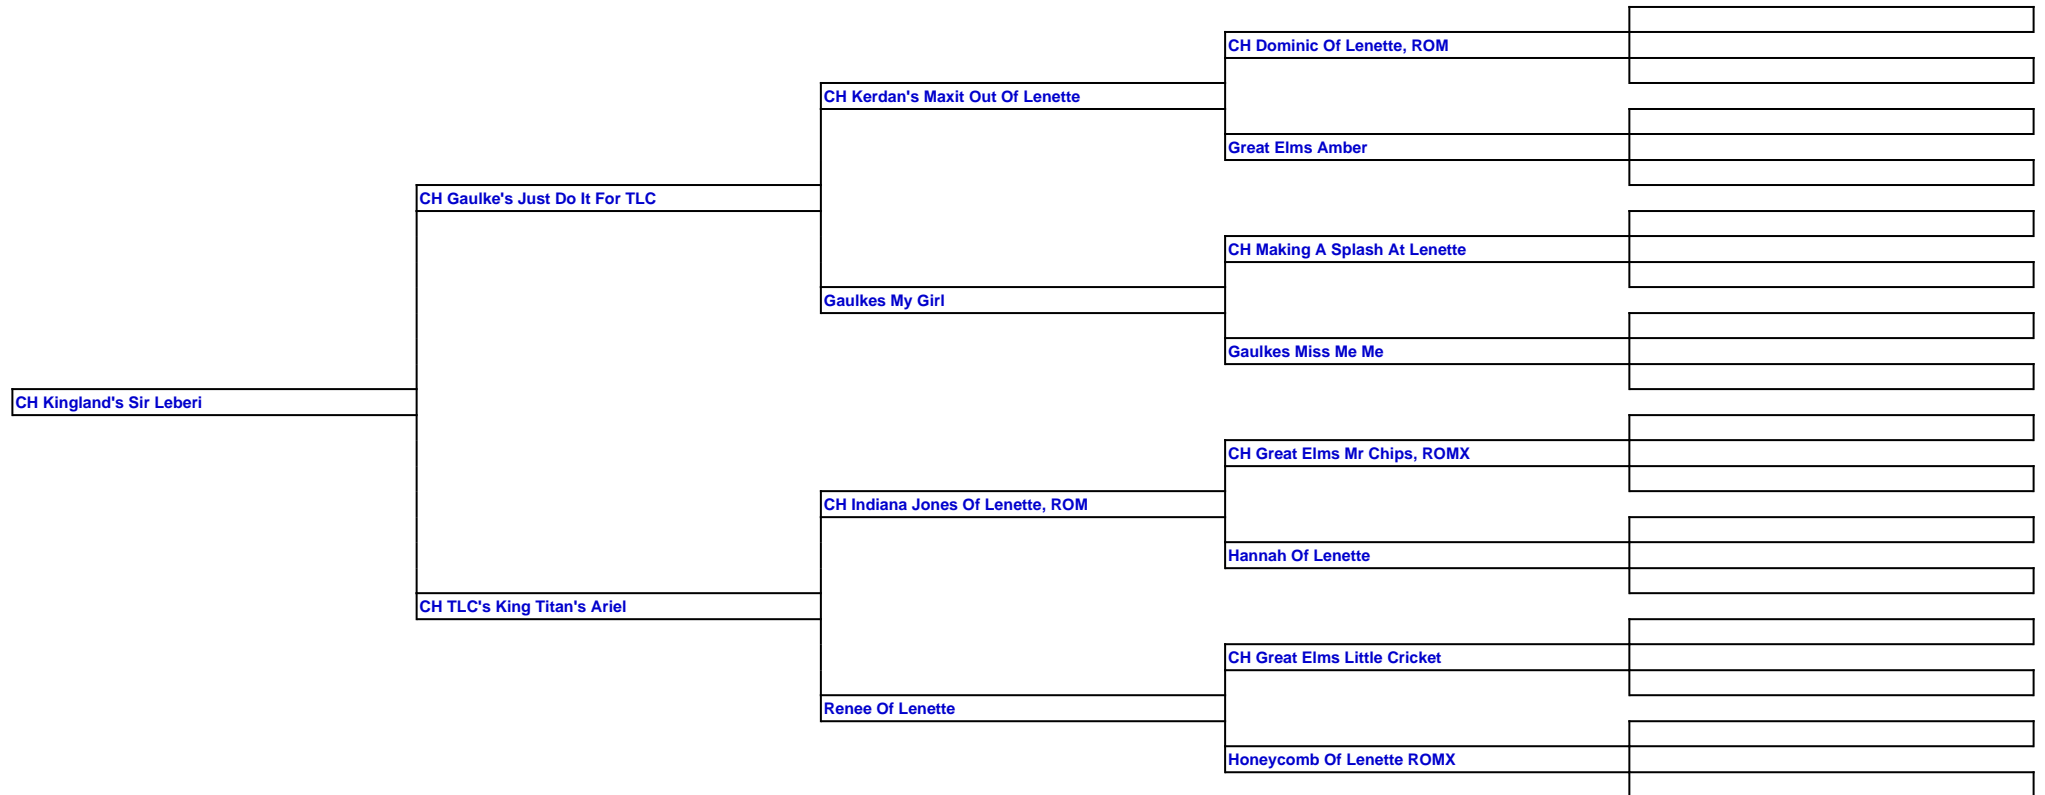 CH Dominic Of Lenette, ROM
CH Kerdan's Maxit Out Of Lenette
Great Elms Amber
CH Gaulke's Just Do It For TLC
CH Making A Splash At Lenette
Gaulkes My Girl
Gaulkes Miss Me Me
CH Kingland's Sir Leberi
CH Great Elms Mr Chips, ROMX
CH Indiana Jones Of Lenette, ROM
Hannah Of Lenette
CH TLC's King Titan's Ariel
CH Great Elms Little Cricket
Renee Of Lenette
Honeycomb Of Lenette ROMX